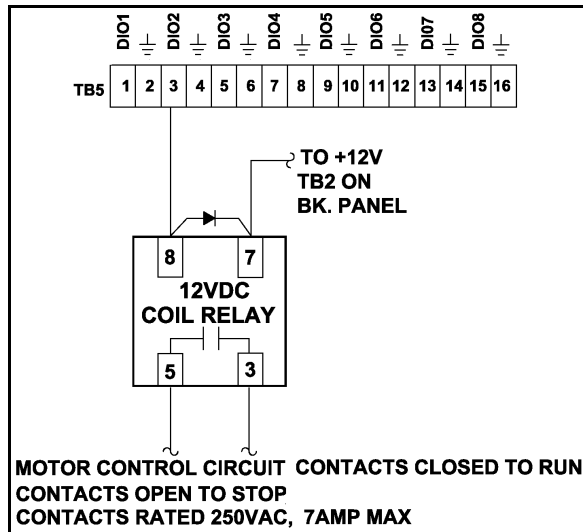 DIO1 DIO2 DIO3 DIO4 DIO5 DIO6 DI07 DIO8
TB5 1 2 3 4 5 6 7 8 9 10 11 12 13 14 15 16
TO +12V
TB2 ON
BK. PANEL
8 7
12VDC
COIL RELAY
5 3
MOTOR CONTROL CIRCUIT CONTACTS CLOSED TO RUN
CONTACTS OPEN TO STOP
CONTACTS RATED 250VAC, 7AMP MAX